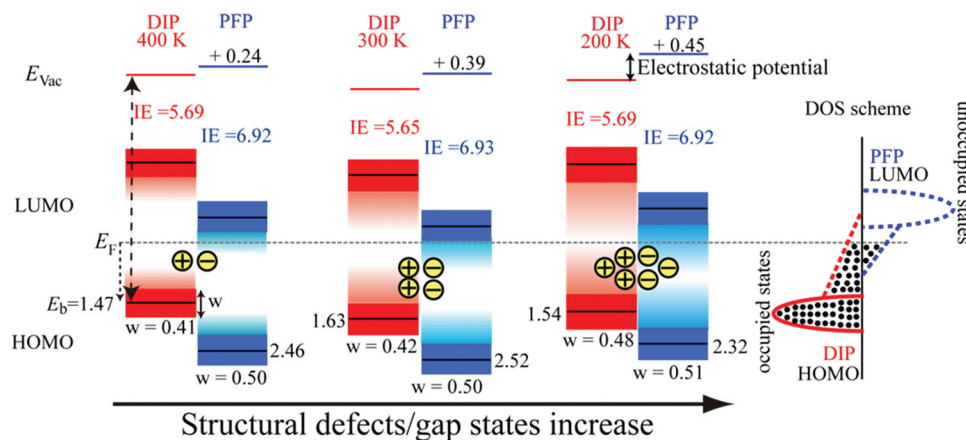 DIP PFP
400 K
+ 0.24
DIP PFP
300 K
+ 0.39
DIP PFP
200 K
+ 0.45
Electrostatic potential
E_Vac
IE =5.69
IE =6.92
IE =5.65
IE =6.93
IE =5.69
IE =6.92
LUMO
E_F
E_b=1.47
HOMO
w
w = 0.41
2.46
w = 0.50
1.63
w = 0.42
2.52
w = 0.50
1.54
w = 0.48
2.32
w = 0.51
+ −
+ −
+ −
+ + −
+ − −
DOS scheme
PFP
LUMO
unoccupied states
occupied states
DIP
HOMO
Structural defects/gap states increase